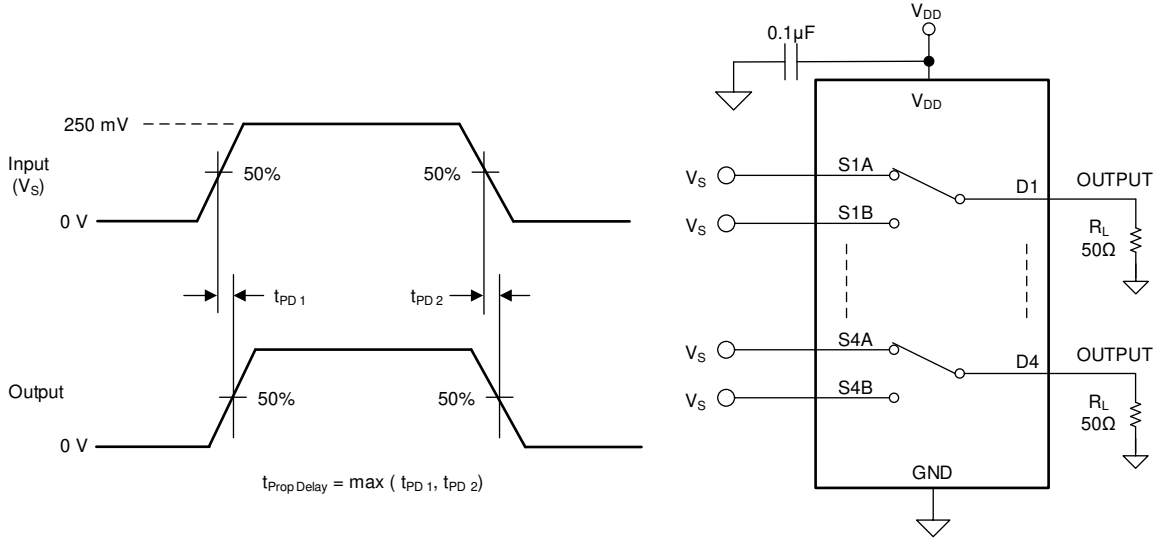 250 mV
Input
(VS)
50%
50%
0 V
tPD 1
tPD 2
Output
50%
50%
0 V
tProp Delay = max ( tPD 1, tPD 2)
VDD
0.1µF
VDD
VS
S1A
D1
OUTPUT
VS
S1B
RL
50Ω
VS
S4A
D4
OUTPUT
VS
S4B
RL
50Ω
GND